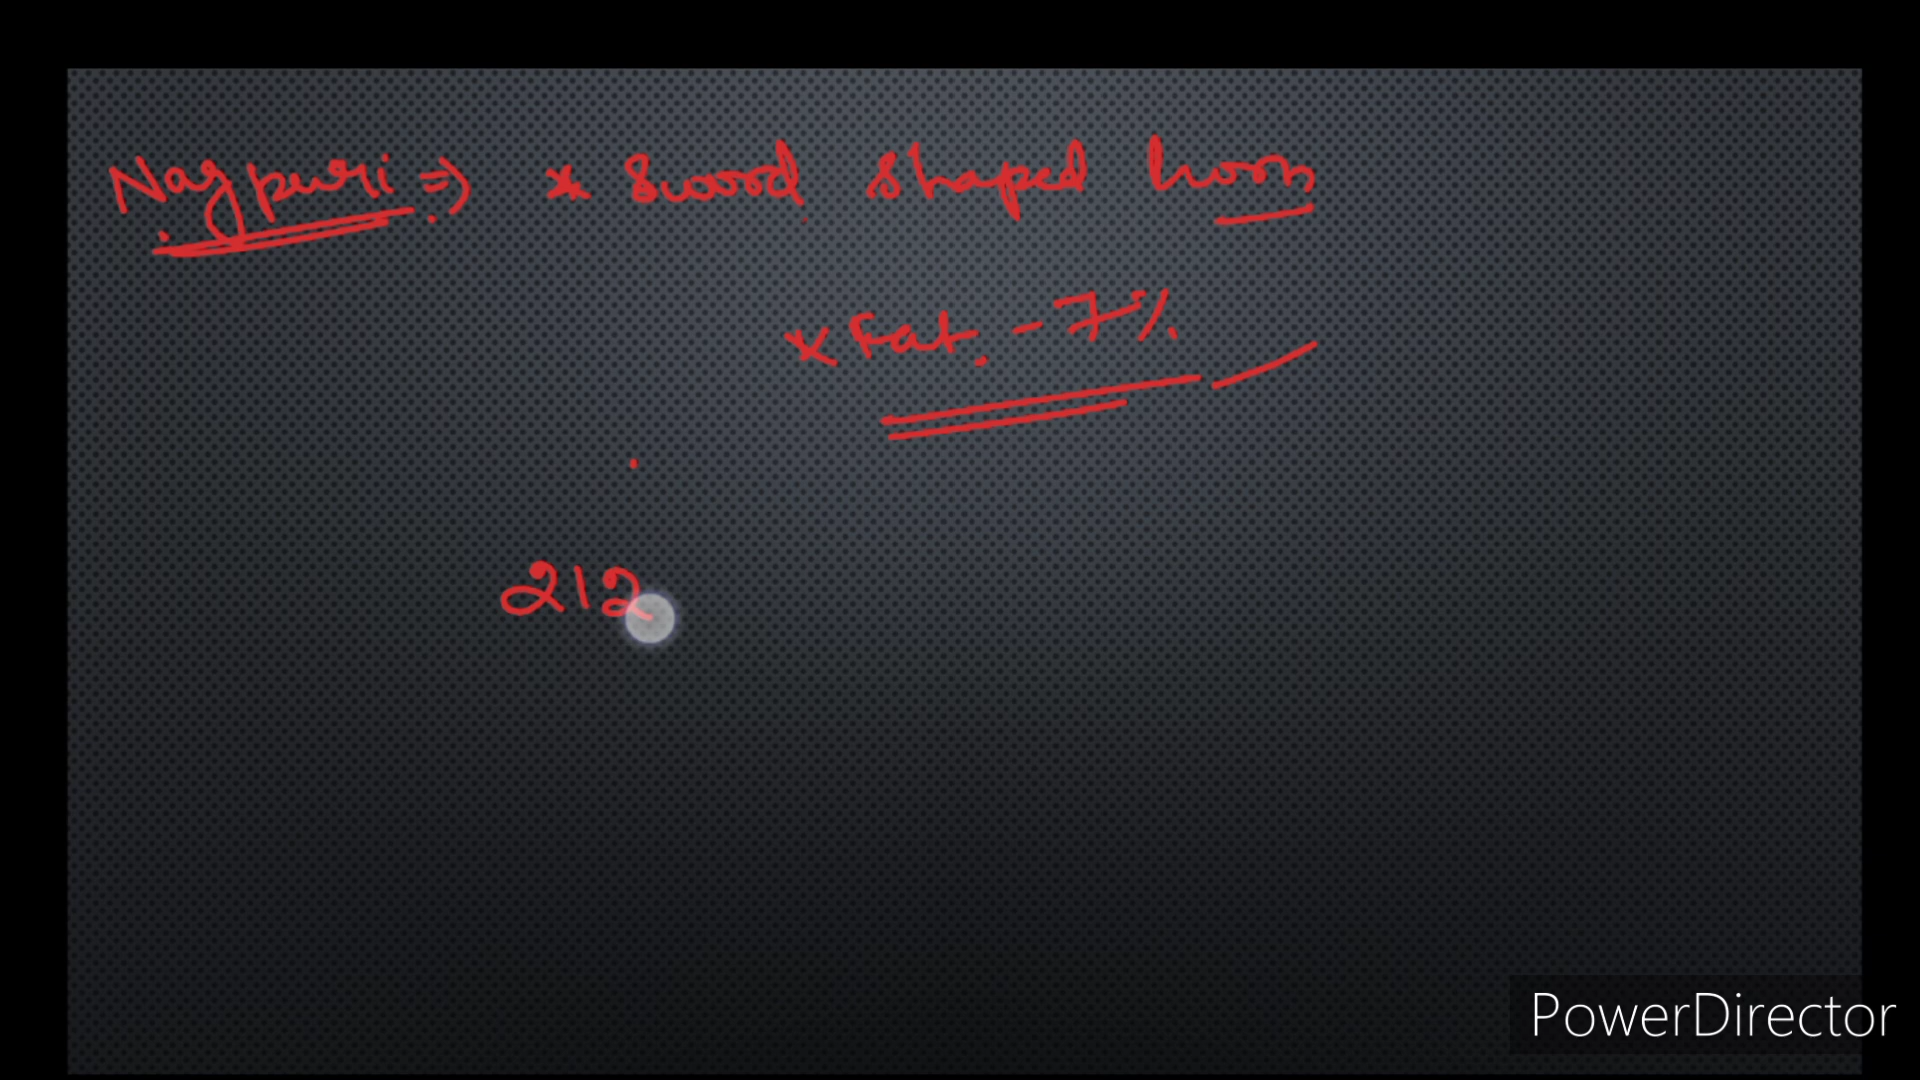 Nagpuri => * Sword shaped horn
* Fat - 7%
212
PowerDirector